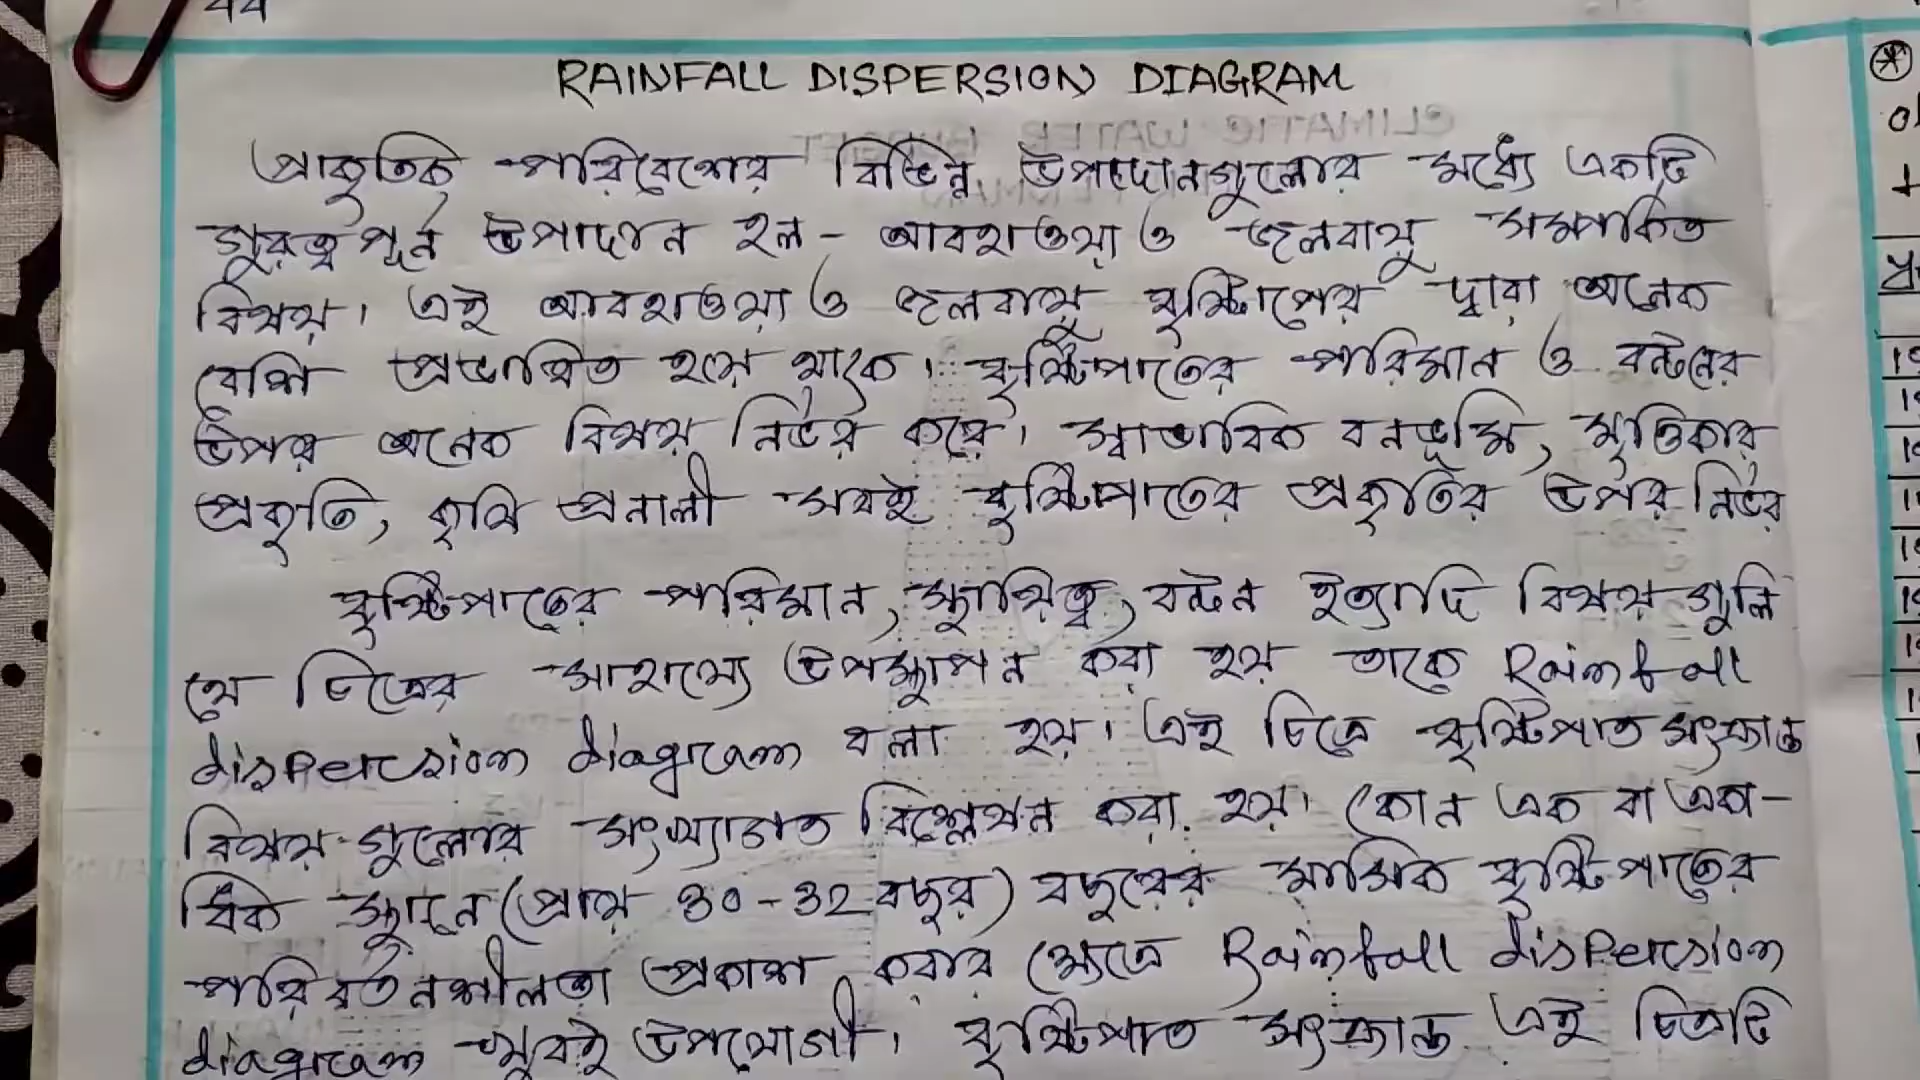 RAINFALL DISPERSION DIAGRAM
প্রাকৃতিক পরিবেশের বিভিন্ন উপাদানগুলোর মধ্যে একটি
গুরুত্বপূর্ন উপাদান হল - আবহাওয়া ও জলবায়ু সম্পর্কিত
বিষয়। এই আবহাওয়া ও জলবায়ু দ্বারা অনেক
বেশি প্রভাবিত হয়ে থাকে। বৃষ্টিপাতের পরিমান ও বন্টনের
উপর অনেক বিষয় নির্ভর করে। স্বাভাবিক বনভূমি, মৃত্তিকার
প্রকৃতি, কৃষি প্রনালী সবই বৃষ্টিপাতের প্রকৃতির উপর নির্ভর
বৃষ্টিপাতের পরিমান, স্থায়িত্ব, বন্টন ইত্যাদি বিষয়গুলি
যে চিত্রের সাহায্যে উপস্থাপন করা হয় তাকে Rainfall
dispersion diagram বলা হয়। এই চিত্রে বৃষ্টিপাত সংক্রান্ত
বিষয়গুলোর সংখ্যাগত বিশ্লেষন করা হয়। কোন এক বা একা-
ধিক স্থানে (প্রায় 30-32 বছর) বছরের মাসিক বৃষ্টিপাতের
পরিবর্তনশীলতা প্রকাশ করার ক্ষেত্রে Rainfall dispersion
diagram খুবই উপযোগী। বৃষ্টিপাত সংক্রান্ত এই চিত্রটি